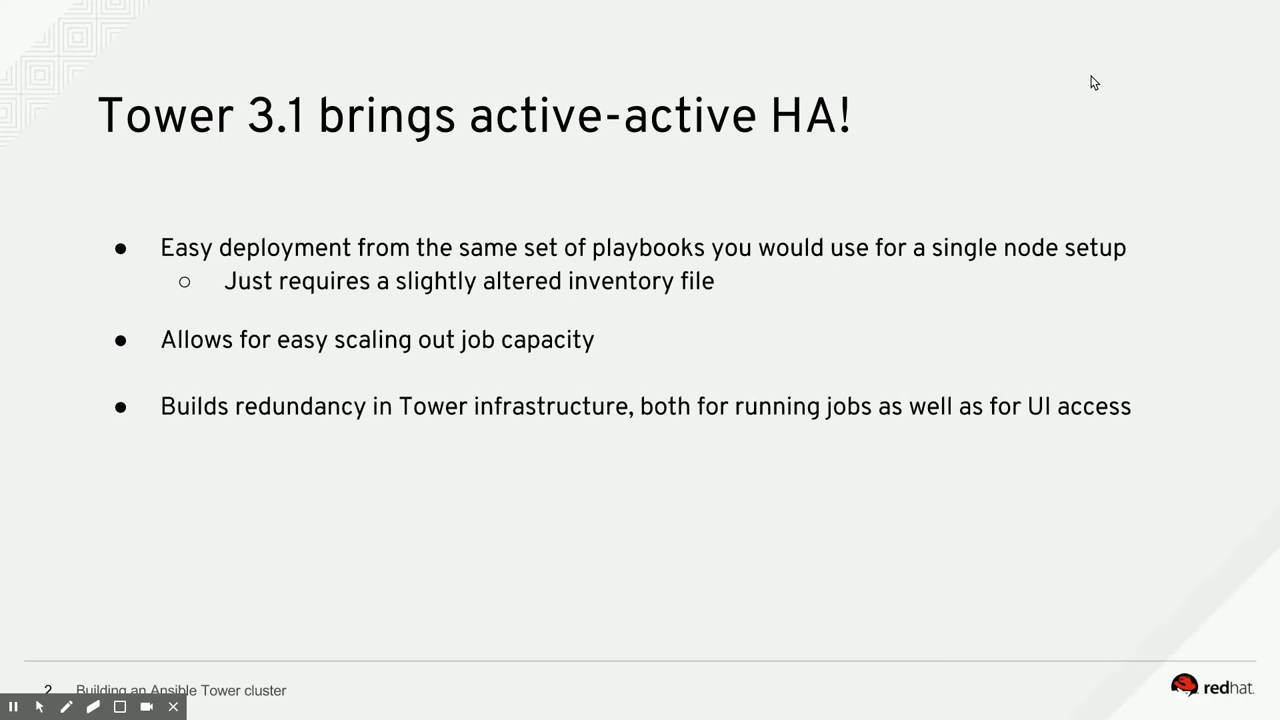 Tower 3.1 brings active-active HA!
● Easy deployment from the same set of playbooks you would use for a single node setup
○ Just requires a slightly altered inventory file
● Allows for easy scaling out job capacity
● Builds redundancy in Tower infrastructure, both for running jobs as well as for UI access
2 Building an Ansible Tower cluster
redhat.